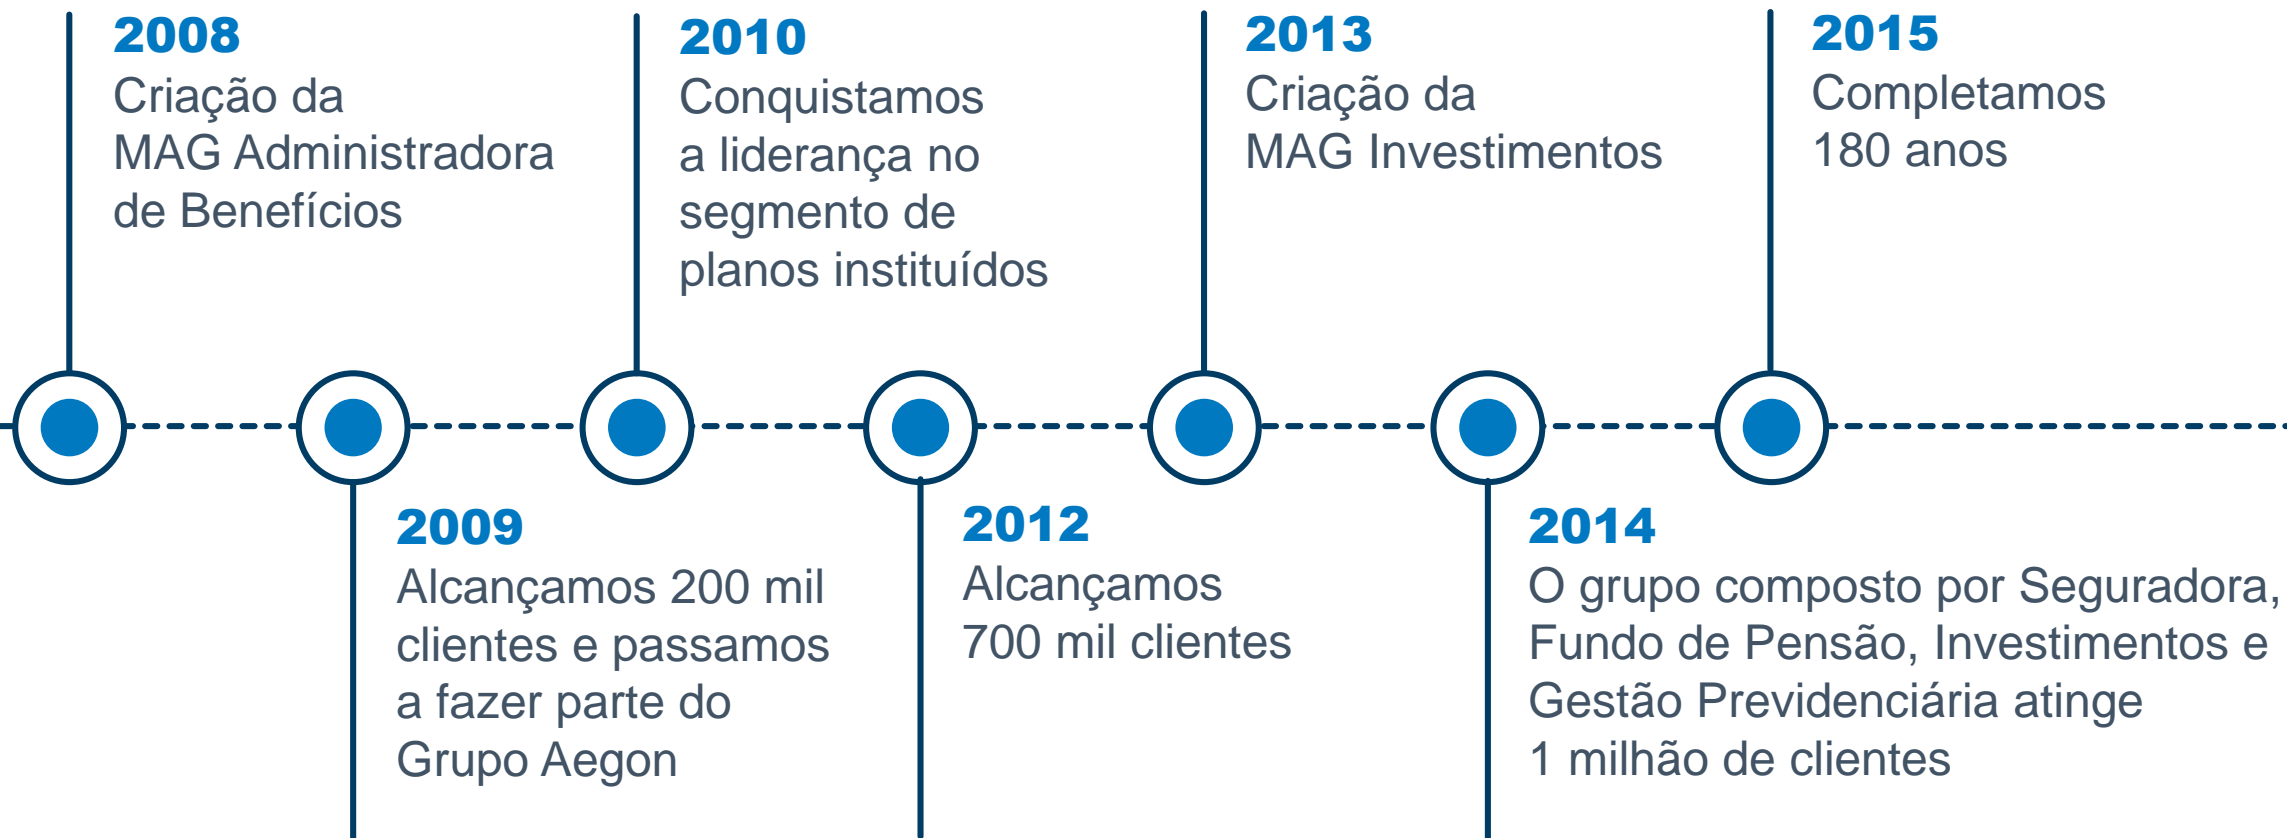 2008
Criação da
MAG Administradora
de Benefícios
2009
Alcançamos 200 mil
clientes e passamos
a fazer parte do
Grupo Aegon
2010
Conquistamos
a liderança no
segmento de
planos instituídos
2012
Alcançamos
700 mil clientes
2013
Criação da
MAG Investimentos
2014
O grupo composto por Seguradora,
Fundo de Pensão, Investimentos e
Gestão Previdenciária atinge
1 milhão de clientes
2015
Completamos
180 anos